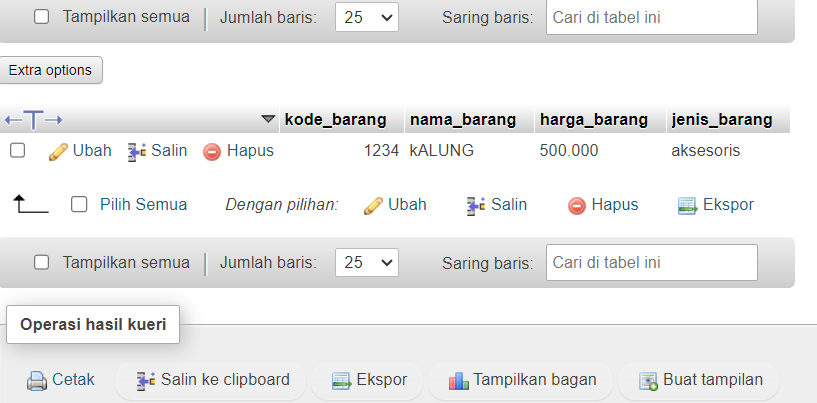 Tampilkan semua Jumlah baris: 25 Saring baris: Cari di tabel ini
Extra options
kode_barang nama_barang harga_barang jenis_barang
Ubah Salin Hapus 1234 kALUNG 500.000 aksesoris
Pilih Semua Dengan pilihan: Ubah Salin Hapus Ekspor
Tampilkan semua Jumlah baris: 25 Saring baris: Cari di tabel ini
Operasi hasil kueri
Cetak Salin ke clipboard Ekspor Tampilkan bagan Buat tampilan